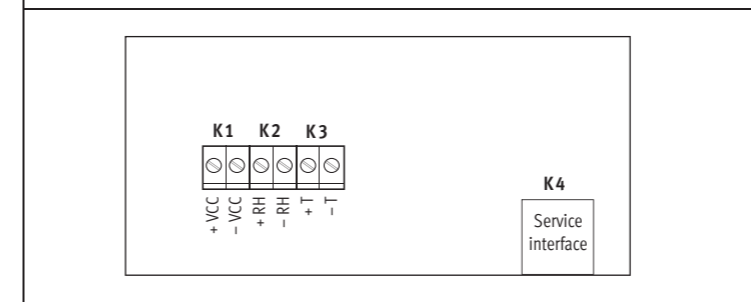 K1 K2 K3
+ VCC
– VCC
+ RH
– RH
+ T
– T
K4
Service
interface